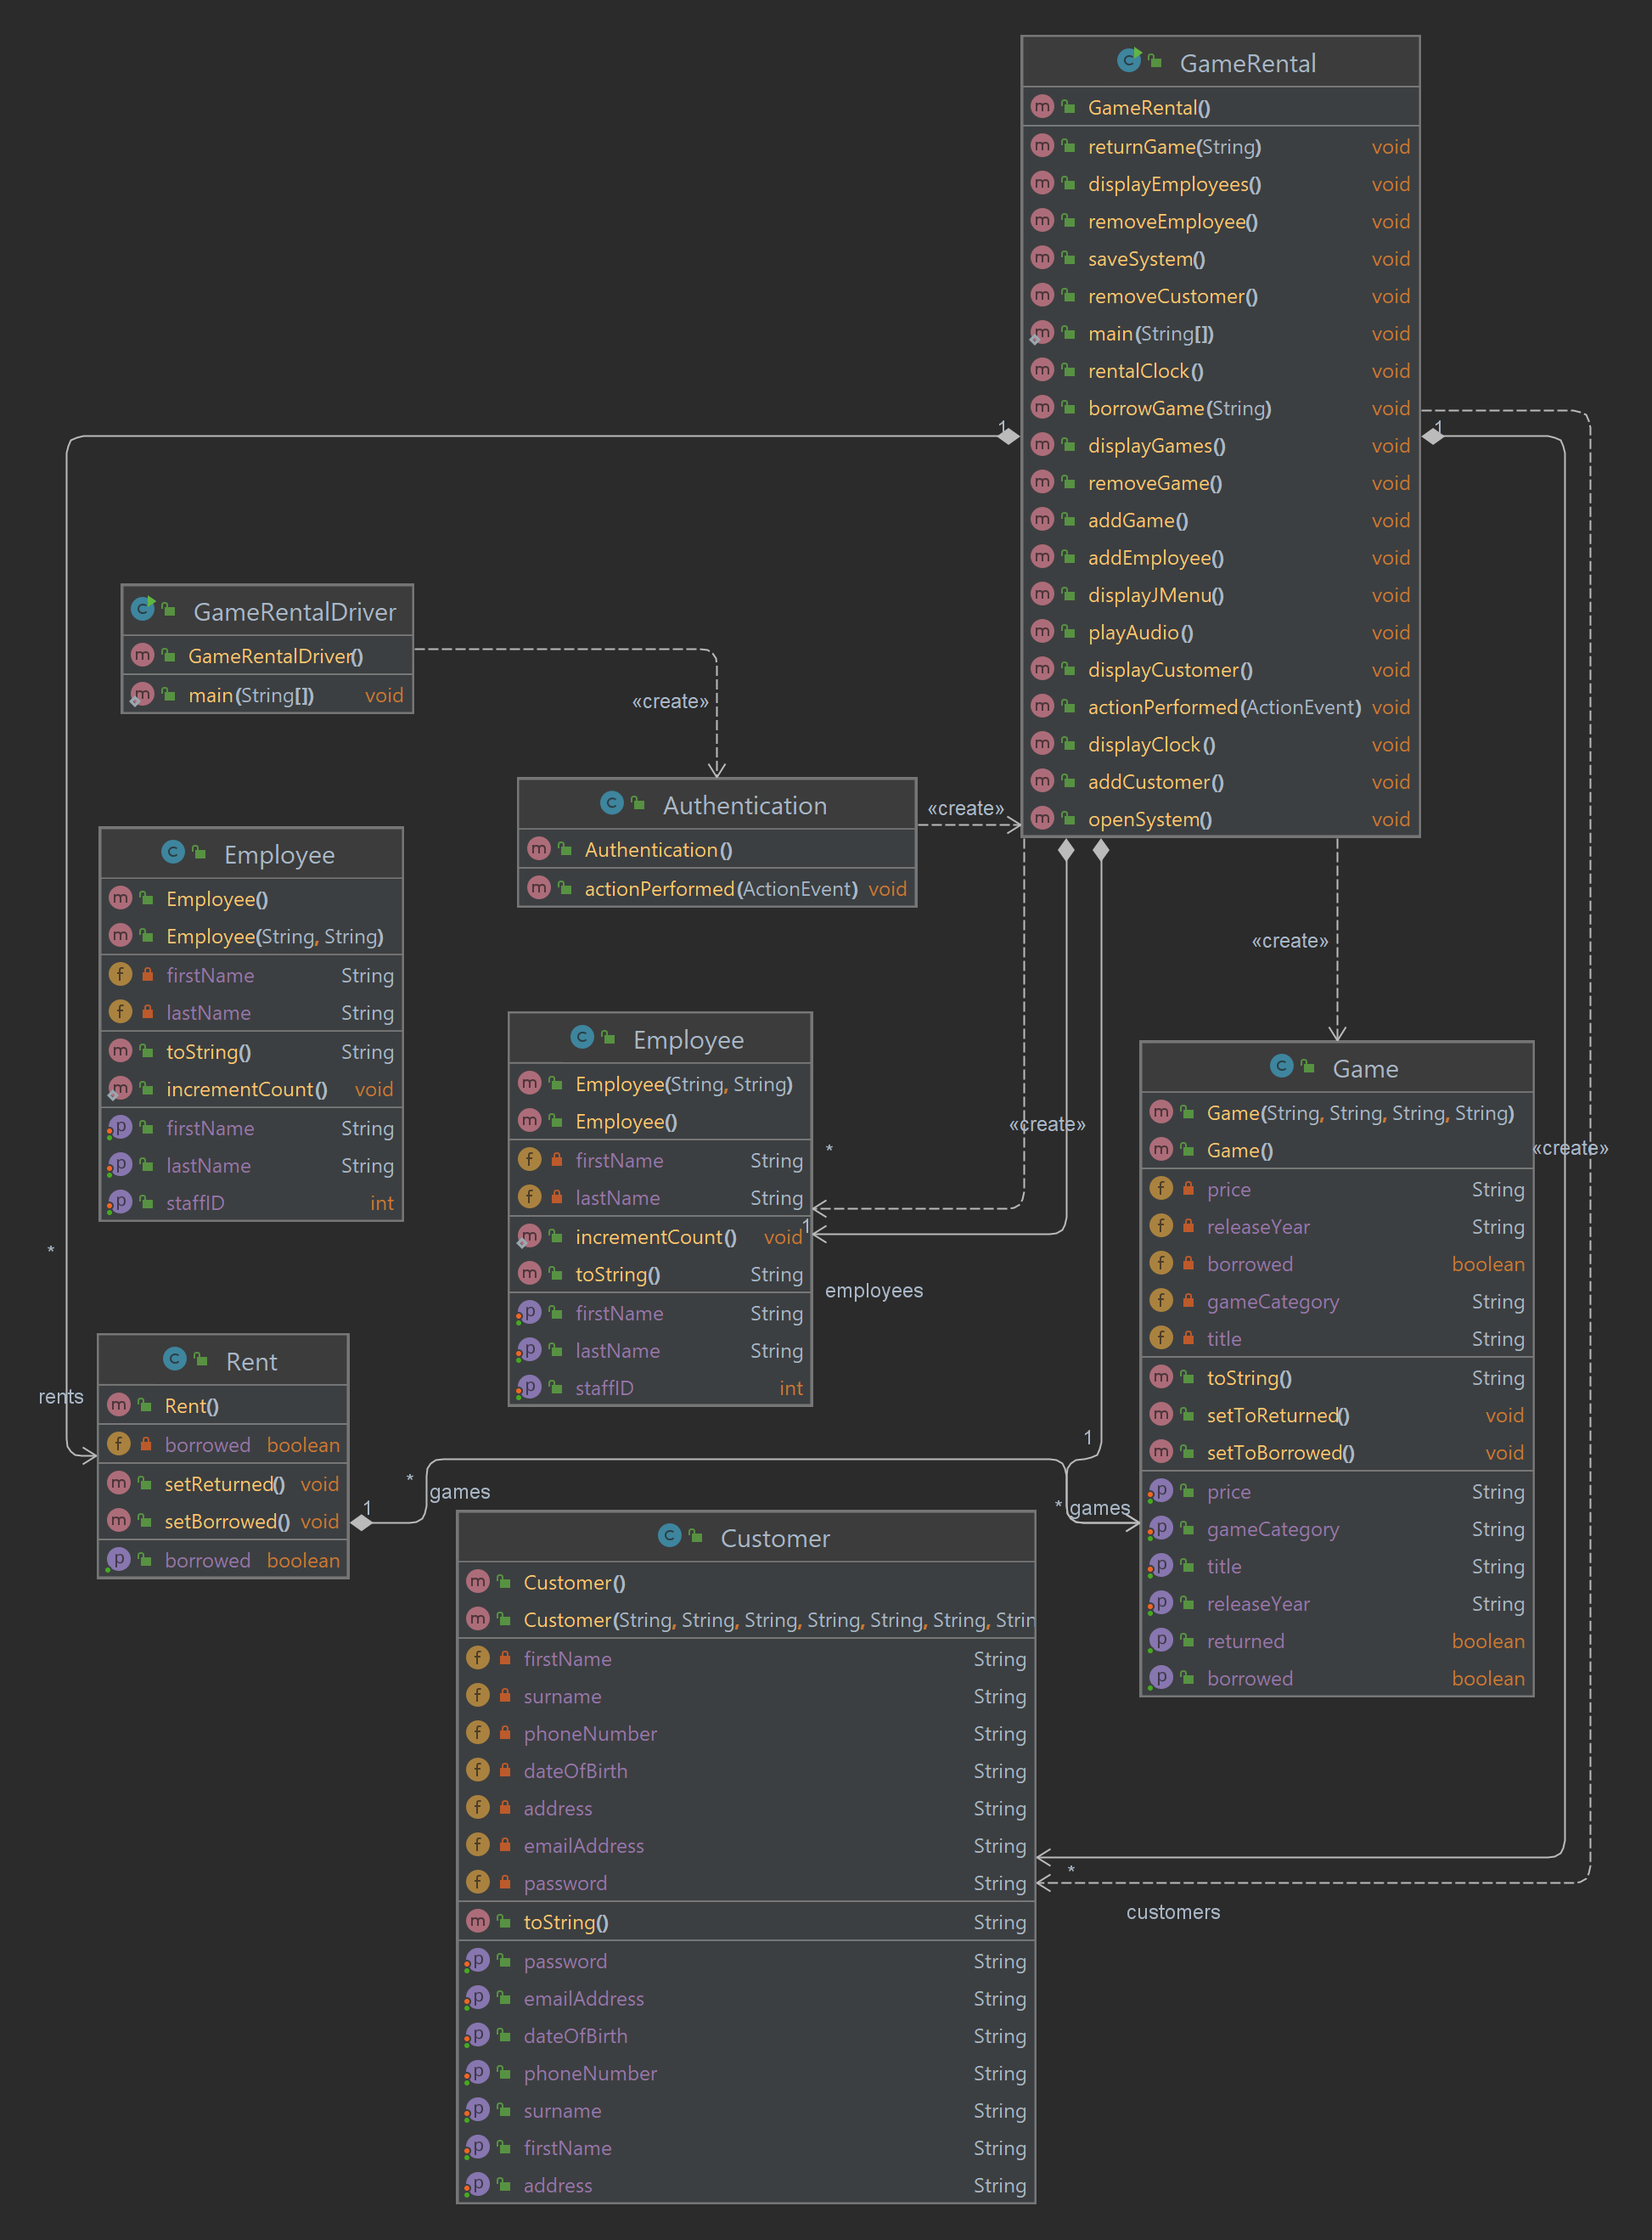 GameRental
GameRental()
returnGame(String) void
displayEmployees() void
removeEmployee() void
saveSystem() void
removeCustomer() void
main(String[]) void
rentalClock() void
borrowGame(String) void
displayGames() void
removeGame() void
addGame() void
addEmployee() void
displayJMenu() void
playAudio() void
displayCustomer() void
actionPerformed(ActionEvent) void
displayClock() void
addCustomer() void
openSystem() void
1
1
GameRentalDriver
GameRentalDriver()
main(String[]) void
«create»
Authentication
Authentication()
actionPerformed(ActionEvent) void
«create»
Employee
Employee()
Employee(String, String)
firstName String
lastName String
toString() String
incrementCount() void
firstName String
lastName String
staffID int
«create»
Employee
Employee(String, String)
Employee()
firstName String
lastName String
incrementCount() void
toString() String
firstName String
lastName String
staffID int
«create»
*
1
employees
Game
Game(String, String, String, String)
Game()
price String
releaseYear String
borrowed boolean
gameCategory String
title String
toString() String
setToReturned() void
setToBorrowed() void
price String
gameCategory String
title String
releaseYear String
returned boolean
borrowed boolean
«create»
*
rents
Rent
Rent()
borrowed boolean
setReturned() void
setBorrowed() void
borrowed boolean
1
*
games
1
* games
Customer
Customer()
Customer(String, String, String, String, String, String, Strin
firstName String
surname String
phoneNumber String
dateOfBirth String
address String
emailAddress String
password String
toString() String
password String
emailAddress String
dateOfBirth String
phoneNumber String
surname String
firstName String
address String
*
customers